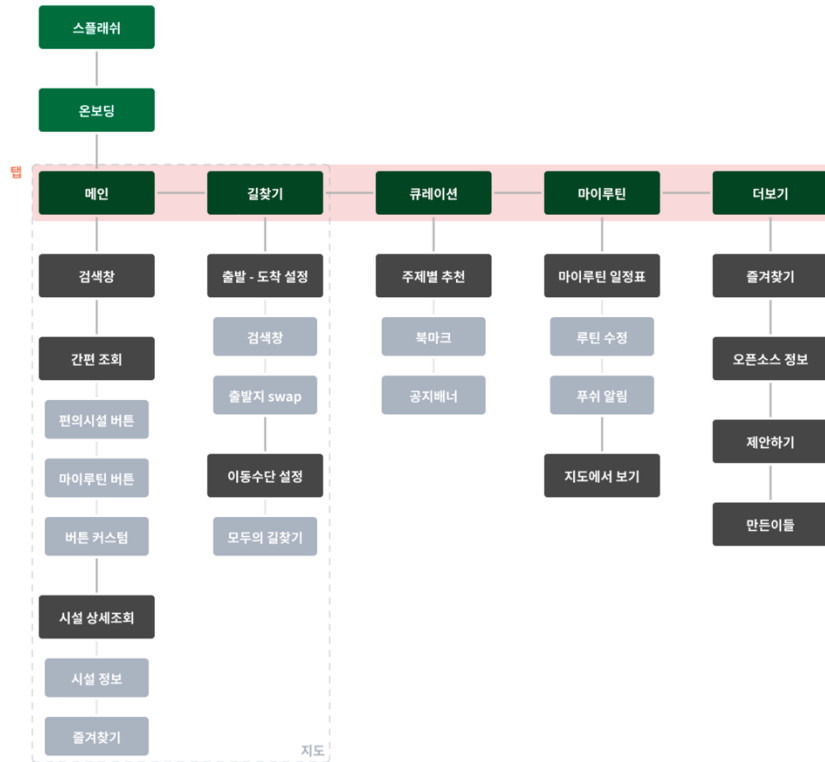 스플래쉬
온보딩
탭
메인
길찾기
큐레이션
마이루틴
더보기
검색창
출발 - 도착 설정
주제별 추천
마이루틴 일정표
즐겨찾기
검색창
북마크
루틴 수정
간편 조회
오픈소스 정보
출발지 swap
공지배너
푸쉬 알림
편의시설 버튼
제안하기
마이루틴 버튼
이동수단 설정
지도에서 보기
버튼 커스텀
모두의 길찾기
만든이들
시설 상세조회
시설 정보
즐겨찾기
지도